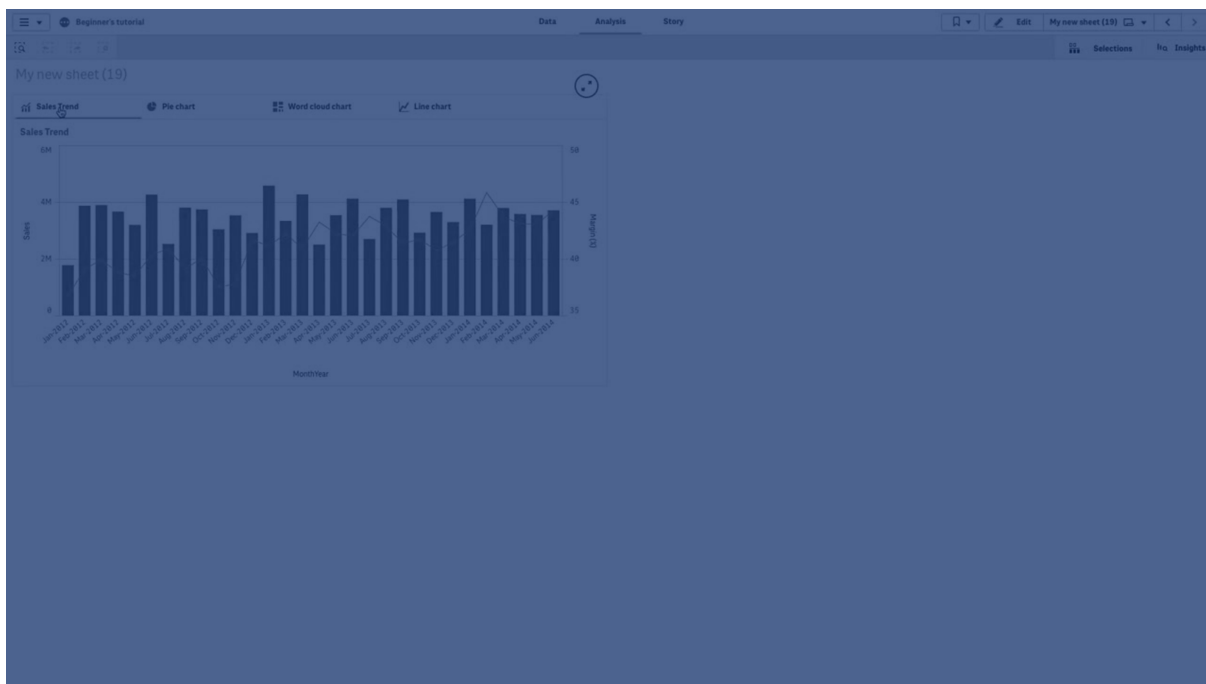 Beginner's tutorial Data Analysis Story Edit My new sheet (19)
Selections Insights
My new sheet (19)
Sales Trend Pie chart Word cloud chart Line chart
Sales Trend
6M 50
4M 45
Sales Margin (%)
2M 40
0 35
Jan-2012 Feb-2012 Mar-2012 Apr-2012 May-2012 Jun-2012 Jul-2012 Aug-2012 Sep-2012 Oct-2012 Nov-2012 Dec-2012 Jan-2013 Feb-2013 Mar-2013 Apr-2013 May-2013 Jun-2013 Jul-2013 Aug-2013 Sep-2013 Oct-2013 Nov-2013 Dec-2013 Jan-2014 Feb-2014 Mar-2014 Apr-2014 May-2014 Jun-2014
MonthYear